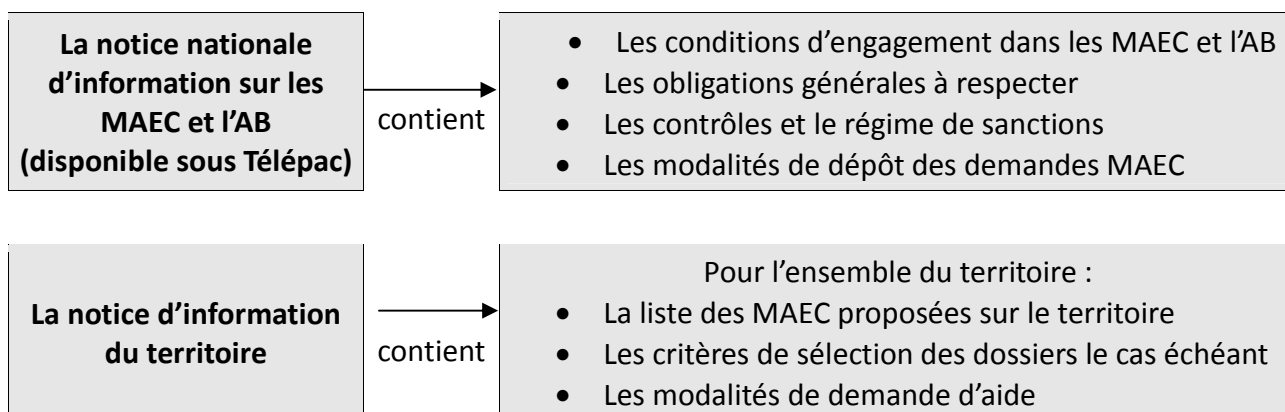 La notice nationale
d’information sur les
MAEC et l’AB
(disponible sous Télépac)
contient
• Les conditions d’engagement dans les MAEC et l’AB
• Les obligations générales à respecter
• Les contrôles et le régime de sanctions
• Les modalités de dépôt des demandes MAEC
La notice d’information
du territoire
contient
Pour l’ensemble du territoire :
• La liste des MAEC proposées sur le territoire
• Les critères de sélection des dossiers le cas échéant
• Les modalités de demande d’aide